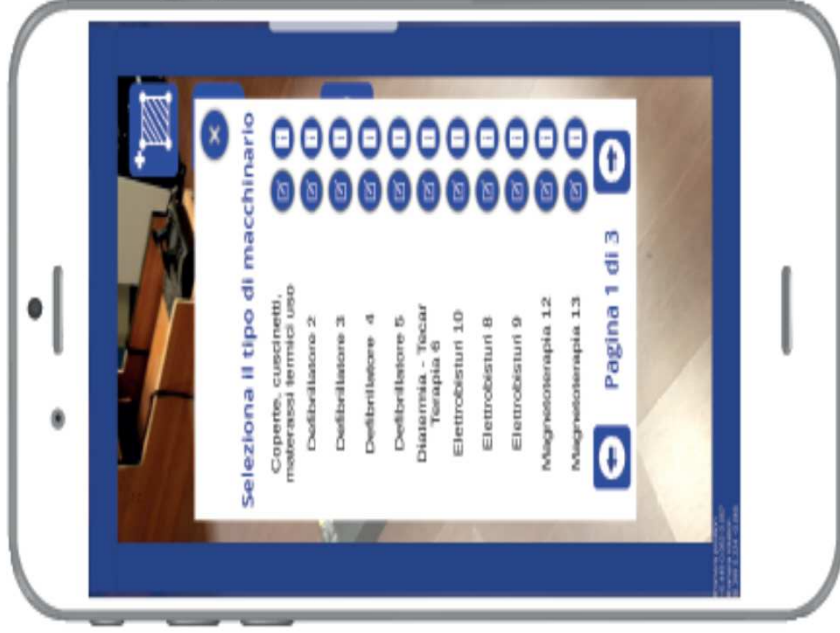 Seleziona il tipo di macchinario
Coperte, cuscinetti,
materassi termici uso
Defibrillatore 2
Defibrillatore 3
Defibrillatore 4
Defibrillatore 5
Diatermia - Tecar
Terapia 6
Elettrobisturi 10
Elettrobisturi 8
Elettrobisturi 9
Magnetoterapia 12
Magnetoterapia 13
Pagina 1 di 3